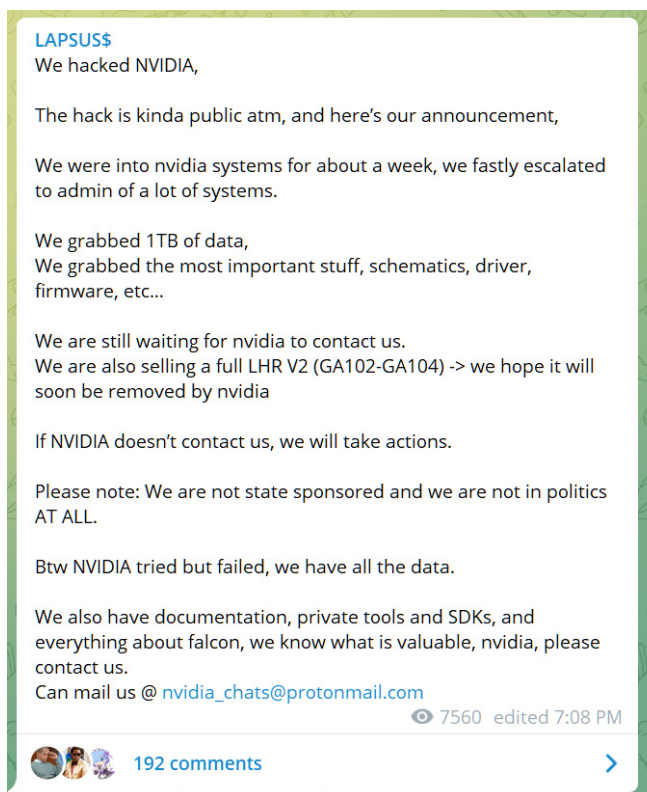 LAPSUS$
We hacked NVIDIA,
The hack is kinda public atm, and here’s our announcement,
We were into nvidia systems for about a week, we fastly escalated
to admin of a lot of systems.
We grabbed 1TB of data,
We grabbed the most important stuff, schematics, driver,
firmware, etc...
We are still waiting for nvidia to contact us.
We are also selling a full LHR V2 (GA102-GA104) -> we hope it will
soon be removed by nvidia
If NVIDIA doesn’t contact us, we will take actions.
Please note: We are not state sponsored and we are not in politics
AT ALL.
Btw NVIDIA tried but failed, we have all the data.
We also have documentation, private tools and SDKs, and
everything about falcon, we know what is valuable, nvidia, please
contact us.
Can mail us @ nvidia_chats@protonmail.com
7560 edited 7:08 PM
192 comments